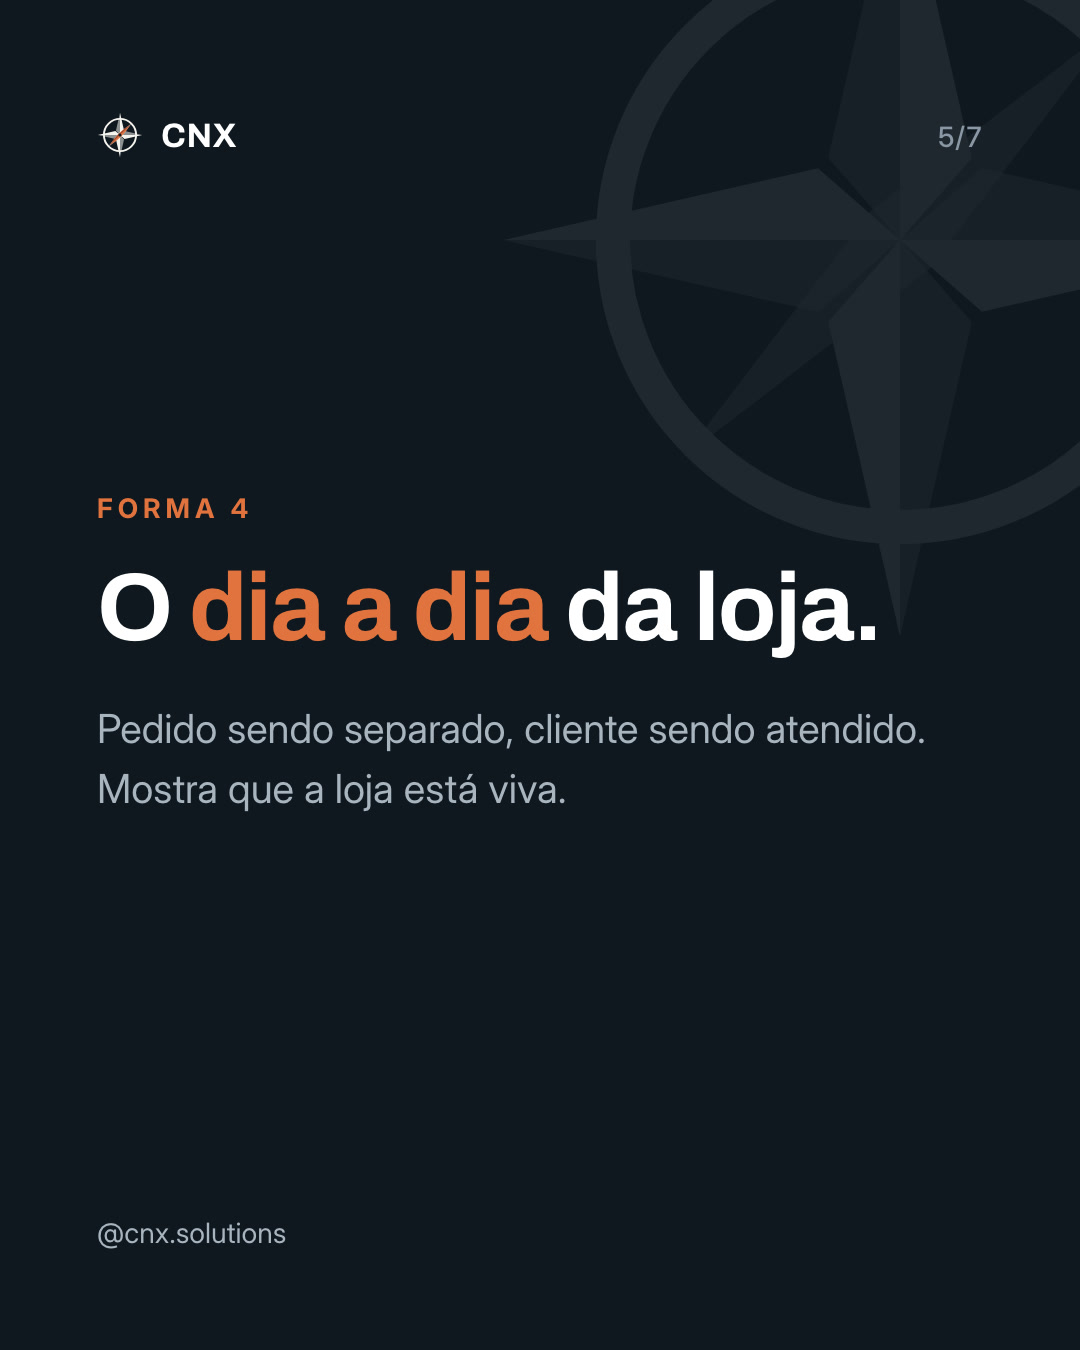 CNX
5/7
FORMA 4
O dia a dia da loja.
Pedido sendo separado, cliente sendo atendido.
Mostra que a loja está viva.
@cnx.solutions